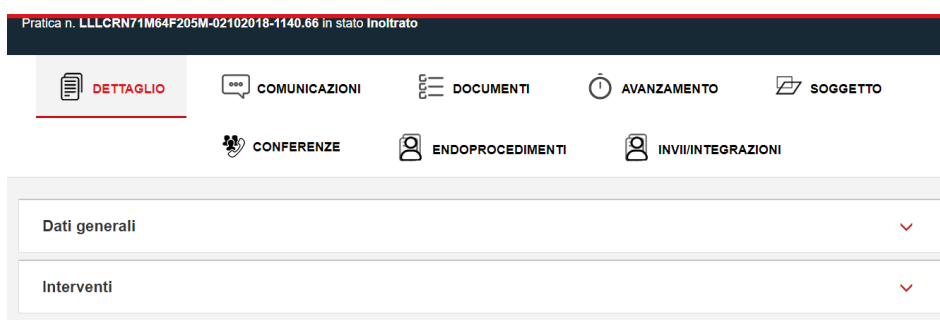 Pratica n. LLLCRN71M64F205M-02102018-1140.66 in stato Inoltrato
DETTAGLIO COMUNICAZIONI DOCUMENTI AVANZAMENTO SOGGETTO
CONFERENZE ENDOPROCEDIMENTI INVII/INTEGRAZIONI
Dati generali
Interventi